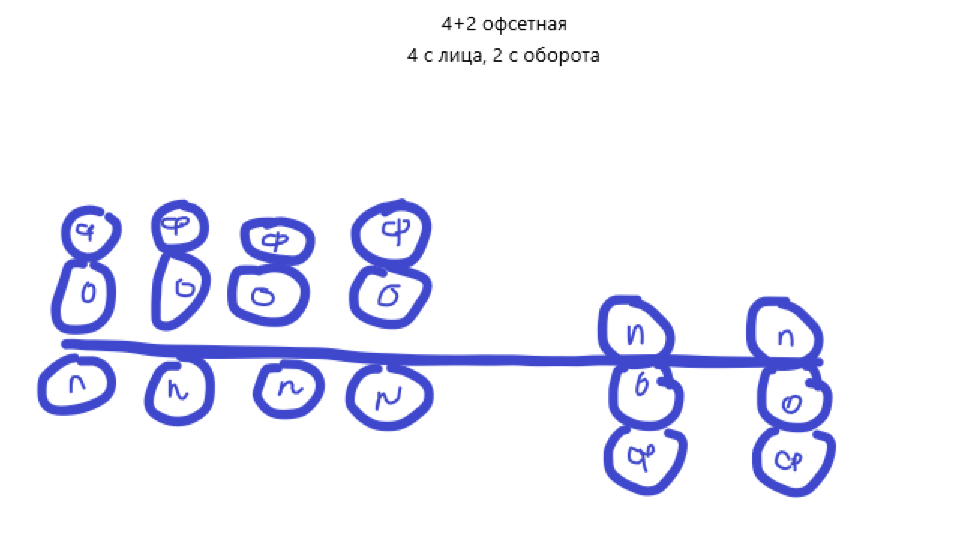 4+2 офсетная
4 с лица, 2 с оборота
ф ф ф ф
о о о о
п п
п п п п
о о
ф ф